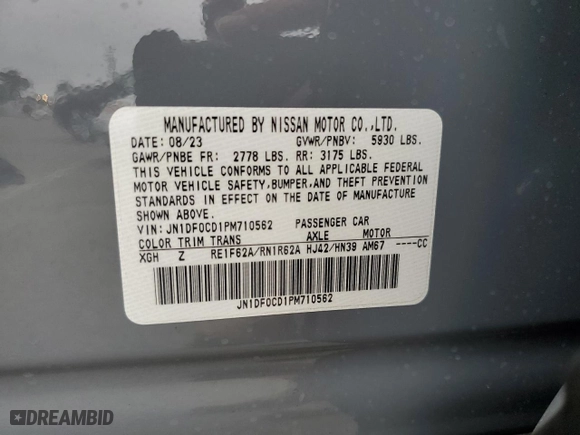 MANUFACTURED BY NISSAN MOTOR CO.,LTD.
DATE: 08/23 GVWR/PNBV: 5930 LBS.
GAWR/PNBE FR: 2778 LBS. RR: 3175 LBS.
THIS VEHICLE CONFORMS TO ALL APPLICABLE FEDERAL
MOTOR VEHICLE SAFETY,BUMPER,AND THEFT PREVENTION
STANDARDS IN EFFECT ON THE DATE OF MANUFACTURE
SHOWN ABOVE.
VIN: JN1DF0CD1PM710562 PASSENGER CAR
COLOR TRIM TRANS AXLE MOTOR
XGH Z RE1F62A/RN1R62A HJ42/HN39 AM67 ----CC
JN1DF0CD1PM710562
DREAMBID